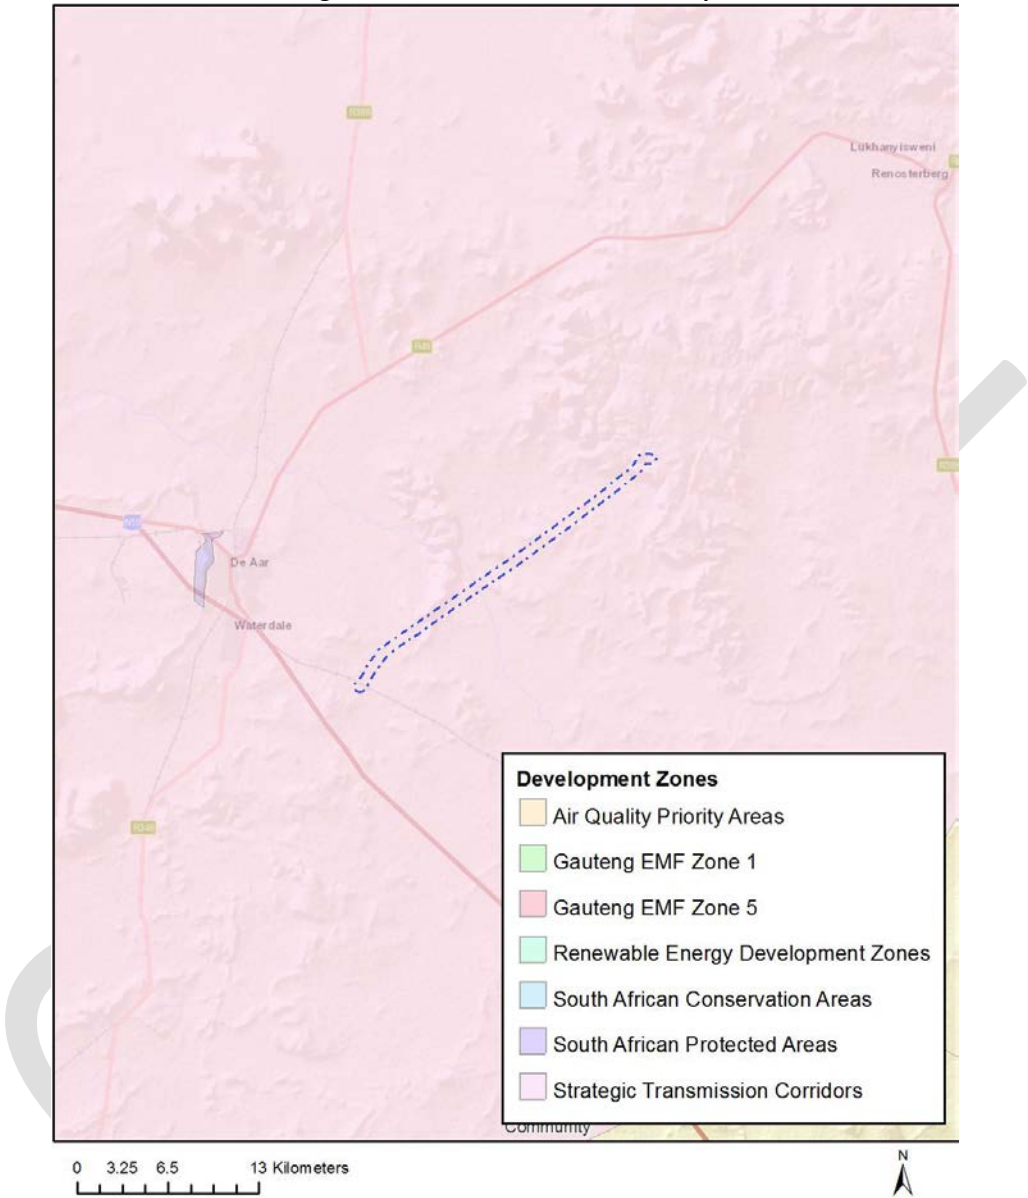 Lukhanyisweni
Renosterberg
De Aar
Waterdale
Development Zones
Air Quality Priority Areas
Gauteng EMF Zone 1
Gauteng EMF Zone 5
Renewable Energy Development Zones
South African Conservation Areas
South African Protected Areas
Strategic Transmission Corridors
Community
0 3.25 6.5 13 Kilometers
N